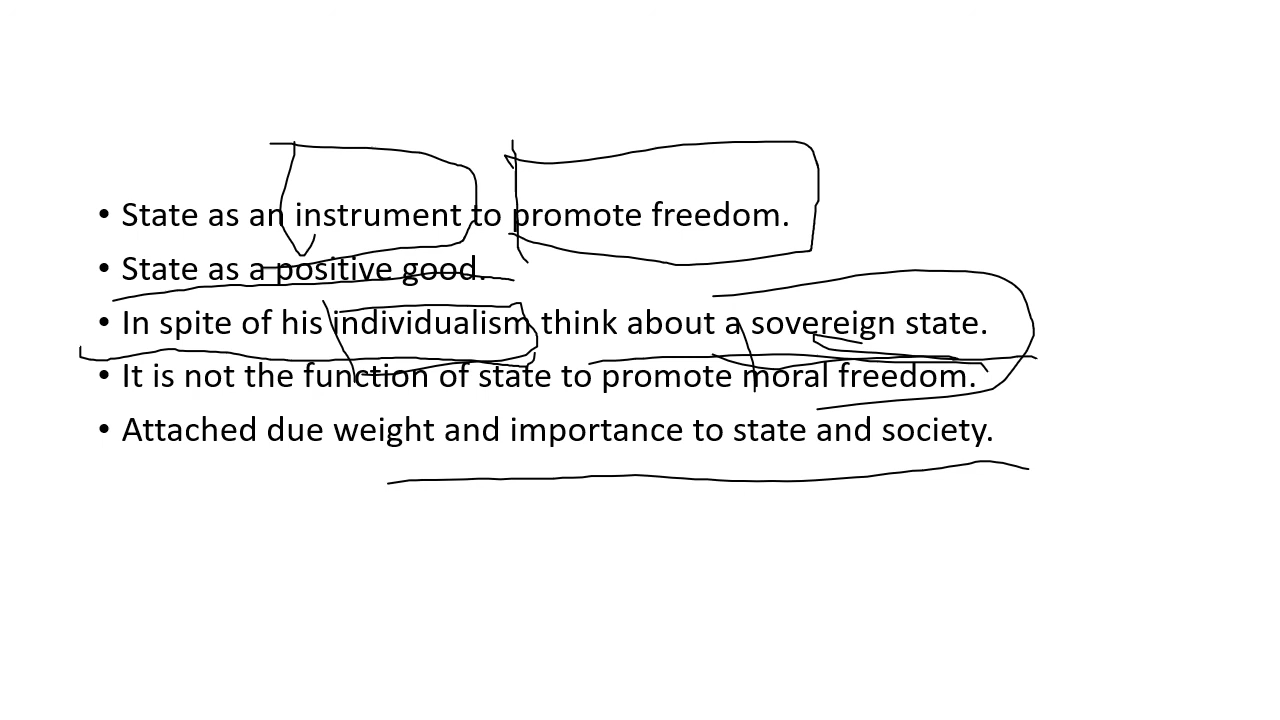 • State as an instrument to promote freedom.
• State as a positive good.
• In spite of his individualism think about a sovereign state.
• It is not the function of state to promote moral freedom.
• Attached due weight and importance to state and society.